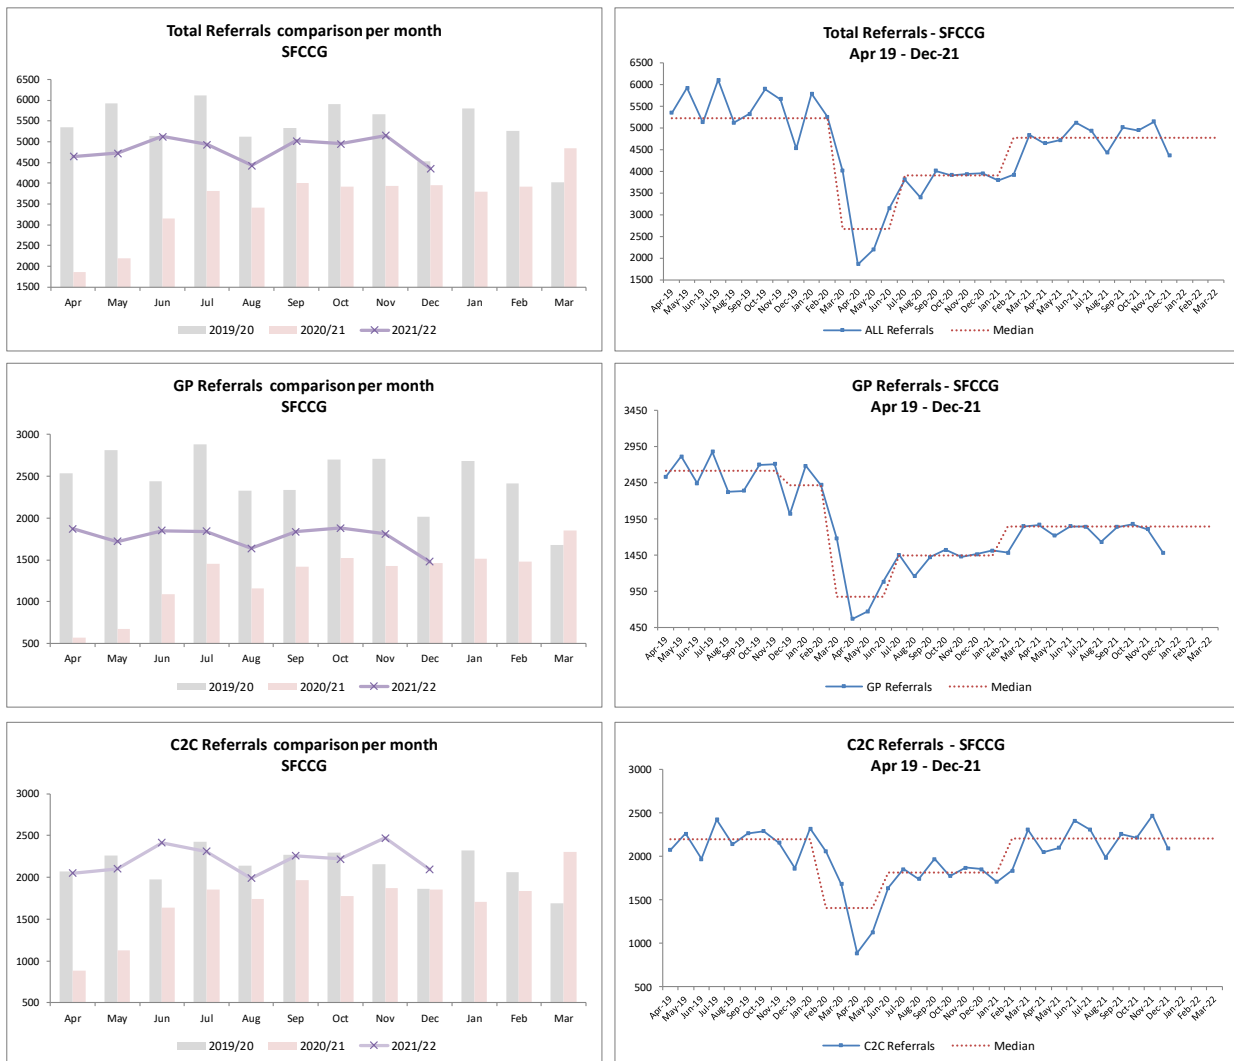 Total Referrals comparison per month
SFCCG
6500
6000
5500
5000
4500
4000
3500
3000
2500
2000
1500
Apr May Jun Jul Aug Sep Oct Nov Dec Jan Feb Mar
2019/20 2020/21 2021/22
Total Referrals - SFCCG
Apr 19 - Dec-21
6500
5500
4500
3500
2500
1500
6000
5000
4000
3000
2000
Apr-19 May-19 Jun-19 Jul-19 Aug-19 Sep-19 Oct-19 Nov-19 Dec-19 Jan-20 Feb-20 Mar-20 Apr-20 May-20 Jun-20 Jul-20 Aug-20 Sep-20 Oct-20 Nov-20 Dec-20 Jan-21 Feb-21 Mar-21 Apr-21 May-21 Jun-21 Jul-21 Aug-21 Sep-21 Oct-21 Nov-21 Dec-21 Jan-22 Feb-22 Mar-22
ALL Referrals Median
GP Referrals comparison per month
SFCCG
3000
2500
2000
1500
1000
500
Apr May Jun Jul Aug Sep Oct Nov Dec Jan Feb Mar
2019/20 2020/21 2021/22
GP Referrals - SFCCG
Apr 19 - Dec-21
3450
2950
2450
1950
1450
950
450
Apr-19 May-19 Jun-19 Jul-19 Aug-19 Sep-19 Oct-19 Nov-19 Dec-19 Jan-20 Feb-20 Mar-20 Apr-20 May-20 Jun-20 Jul-20 Aug-20 Sep-20 Oct-20 Nov-20 Dec-20 Jan-21 Feb-21 Mar-21 Apr-21 May-21 Jun-21 Jul-21 Aug-21 Sep-21 Oct-21 Nov-21 Dec-21 Jan-22 Feb-22 Mar-22
GP Referrals Median
C2C Referrals comparison per month
SFCCG
3000
2500
2000
1500
1000
500
Apr May Jun Jul Aug Sep Oct Nov Dec Jan Feb Mar
2019/20 2020/21 2021/22
C2C Referrals - SFCCG
Apr 19 - Dec-21
3000
2500
2000
1500
1000
500
Apr-19 May-19 Jun-19 Jul-19 Aug-19 Sep-19 Oct-19 Nov-19 Dec-19 Jan-20 Feb-20 Mar-20 Apr-20 May-20 Jun-20 Jul-20 Aug-20 Sep-20 Oct-20 Nov-20 Dec-20 Jan-21 Feb-21 Mar-21 Apr-21 May-21 Jun-21 Jul-21 Aug-21 Sep-21 Oct-21 Nov-21 Dec-21 Jan-22 Feb-22 Mar-22
C2C Referrals Median